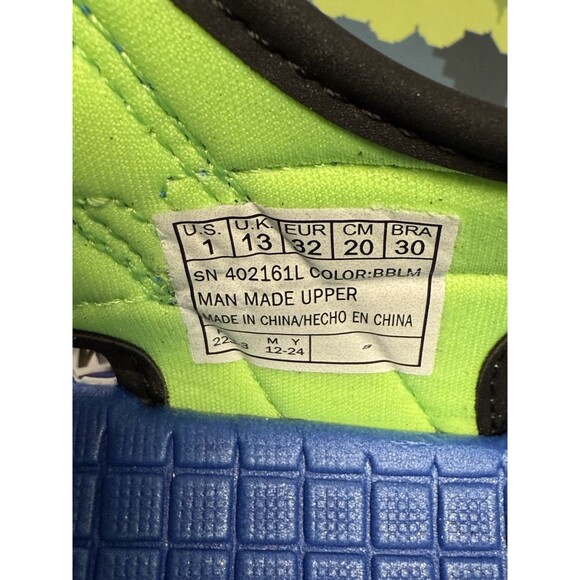 U.S. U.K. EUR CM BRA
1 13 32 20 30
SN 402161L COLOR:BBLM
MAN MADE UPPER
MADE IN CHINA/HECHO EN CHINA
M Y
12-24